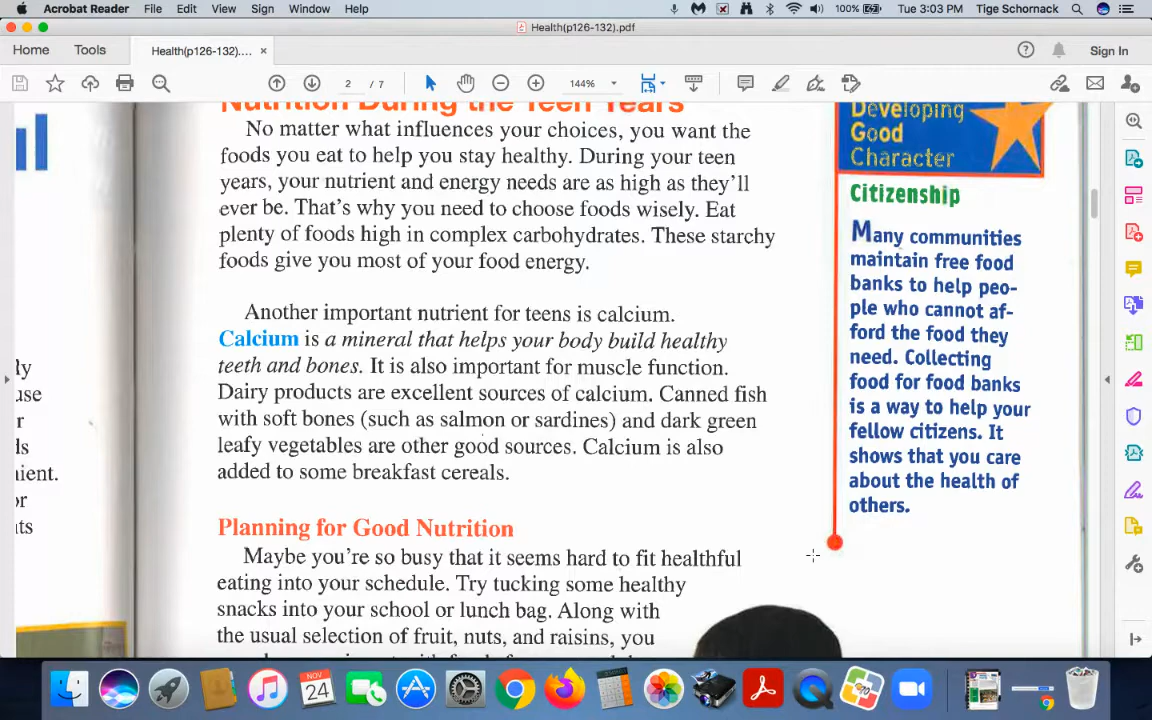 Acrobat Reader File Edit View Sign Window Help 100% Tue 3:03 PM Tige Schornack
Health(p126-132).pdf
Home Tools Health(p126-132).... × Sign In
2 / 7 144%
Nutrition During the Teen Years
No matter what influences your choices, you want the
foods you eat to help you stay healthy. During your teen
years, your nutrient and energy needs are as high as they'll
ever be. That's why you need to choose foods wisely. Eat
plenty of foods high in complex carbohydrates. These starchy
foods give you most of your food energy.
Another important nutrient for teens is calcium.
Calcium is a mineral that helps your body build healthy
teeth and bones. It is also important for muscle function.
Dairy products are excellent sources of calcium. Canned fish
with soft bones (such as salmon or sardines) and dark green
leafy vegetables are other good sources. Calcium is also
added to some breakfast cereals.
Planning for Good Nutrition
Maybe you're so busy that it seems hard to fit healthful
eating into your schedule. Try tucking some healthy
snacks into your school or lunch bag. Along with
the usual selection of fruit, nuts, and raisins, you
Developing
Good
Character
Citizenship
Many communities
maintain free food
banks to help peo-
ple who cannot af-
ford the food they
need. Collecting
food for food banks
is a way to help your
fellow citizens. It
shows that you care
about the health of
others.
ly
use
r
ds
nient.
or
nts
NOV
24